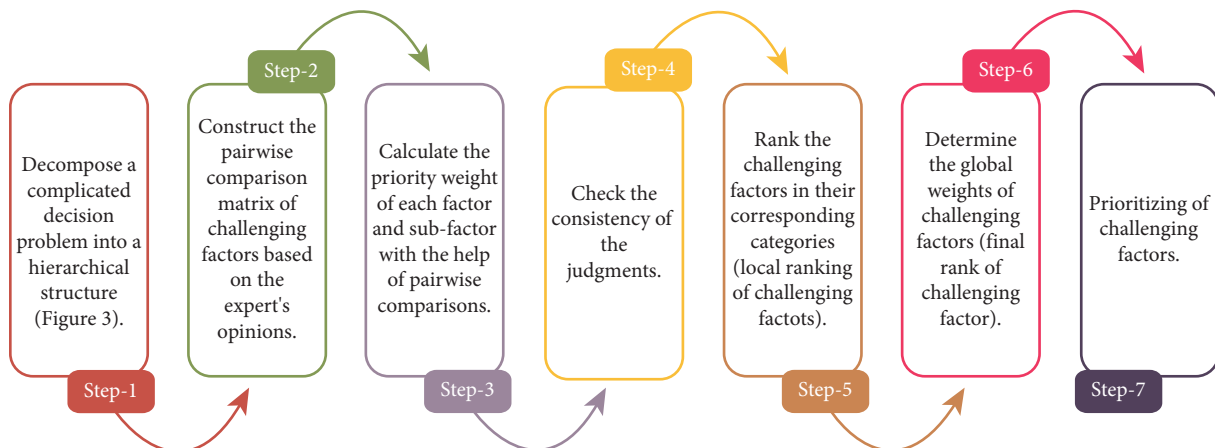 Step-1
Decompose a
complicated
decision
problem into a
hierarchical
structure
(Figure 3).
Step-2
Construct the
pairwise
comparison
matrix of
challenging
factors based
on the
expert's
opinions.
Step-3
Calculate the
priority weight
of each factor
and sub-factor
with the help
of pairwise
comparisons.
Step-4
Check the
consistency of
the
judgments.
Step-5
Rank the
challenging
factors in their
corresponding
categories
(local ranking
of challenging
factots).
Step-6
Determine
the global
weights of
challenging
factors (final
rank of
challenging
factor).
Step-7
Prioritizing of
challenging
factors.